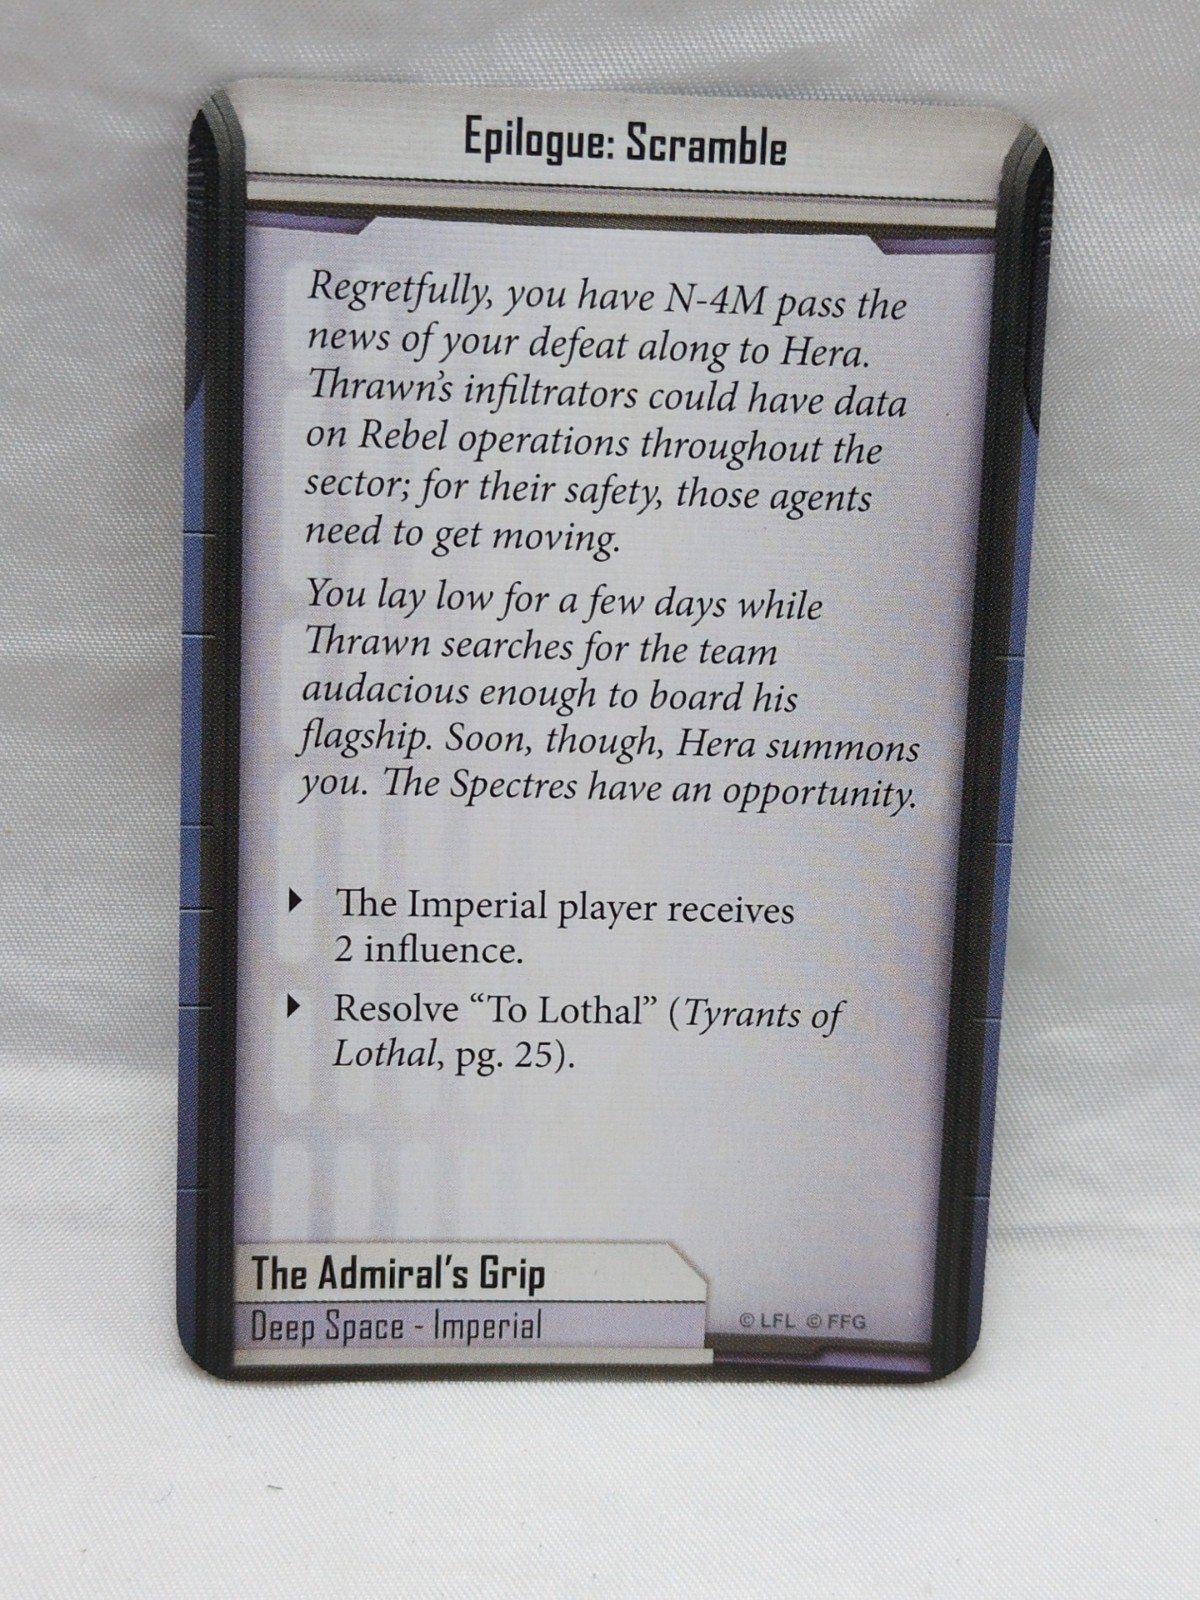 Epilogue: Scramble
Regretfully, you have N-4M pass the
news of your defeat along to Hera.
Thrawn's infiltrators could have data
on Rebel operations throughout the
sector; for their safety, those agents
need to get moving.
You lay low for a few days while
Thrawn searches for the team
audacious enough to board his
flagship. Soon, though, Hera summons
you. The Spectres have an opportunity.
The Imperial player receives
2 influence.
Resolve “To Lothal” (Tyrants of
Lothal, pg. 25).
The Admiral's Grip
Deep Space - Imperial
© LFL © FFG